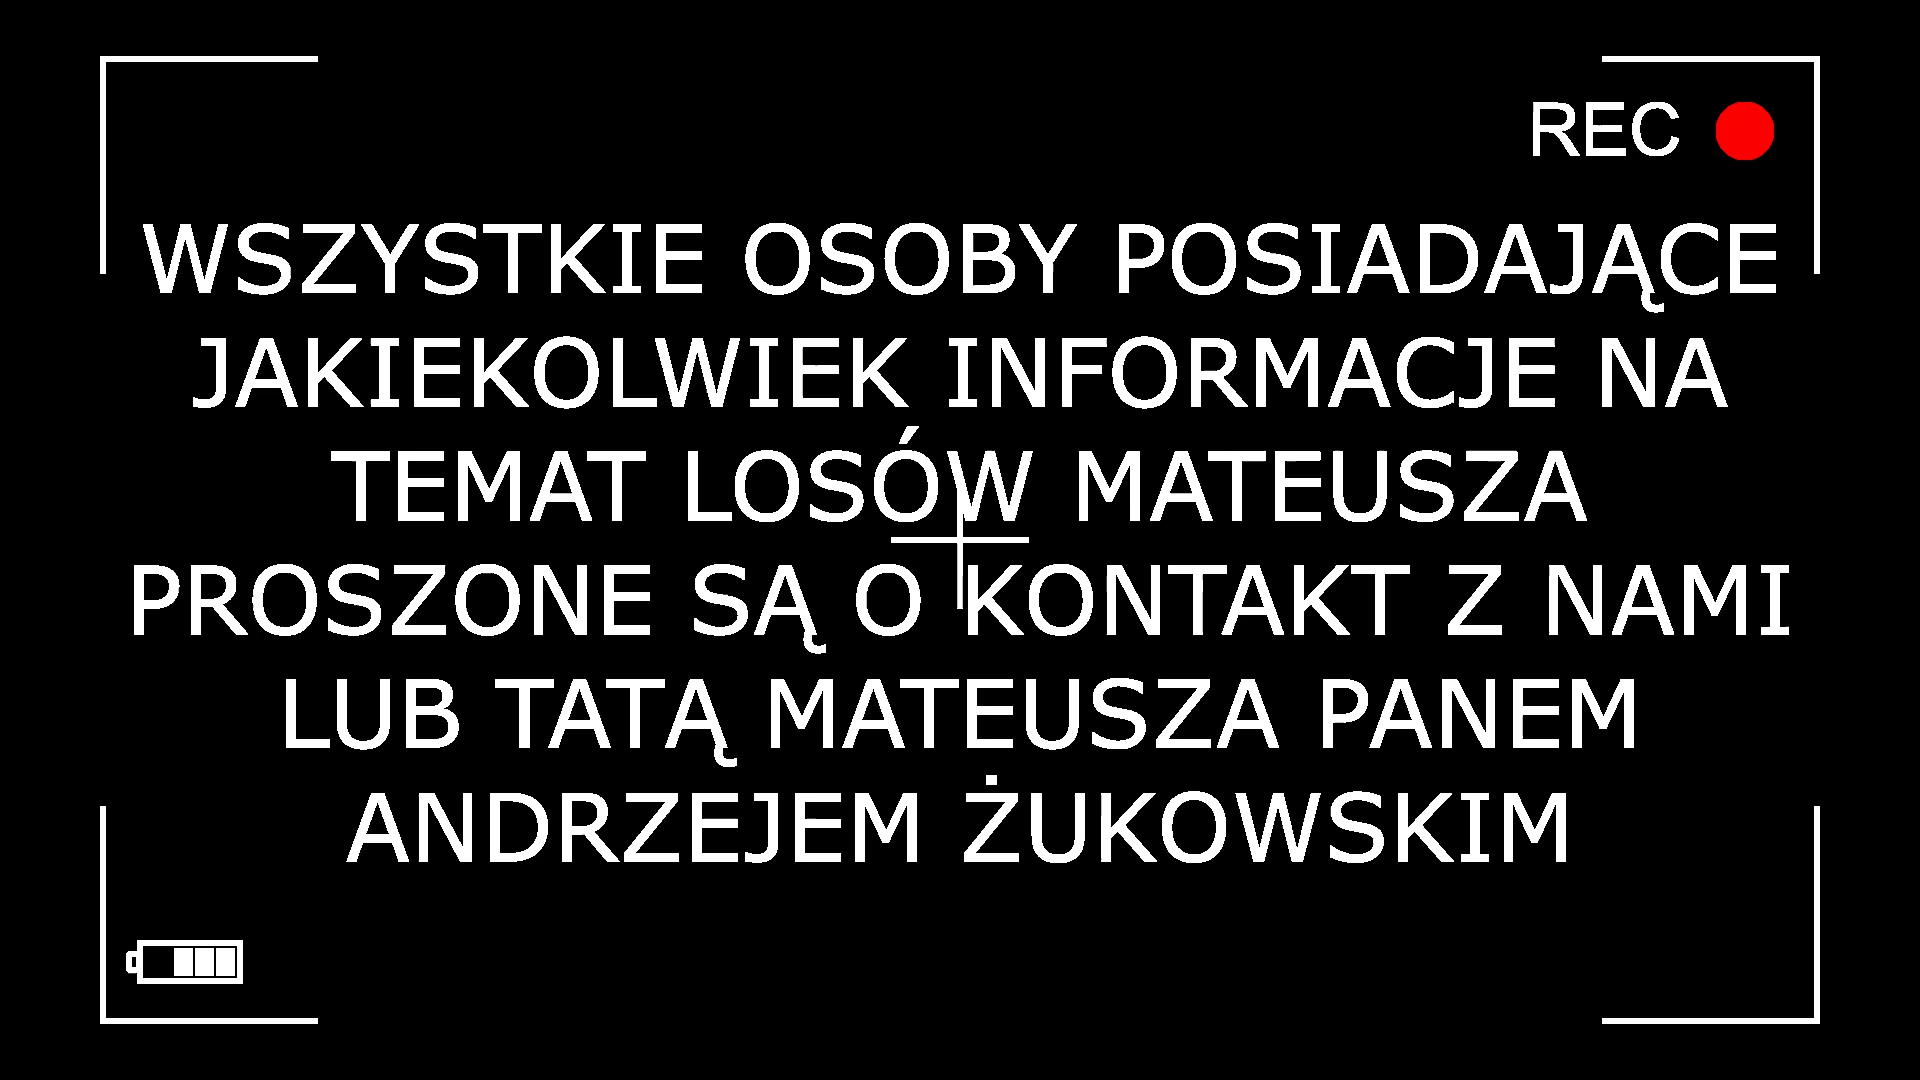 REC
WSZYSTKIE OSOBY POSIADAJĄCE
JAKIEKOLWIEK INFORMACJE NA
TEMAT LOSÓW MATEUSZA
PROSZONE SĄ O KONTAKT Z NAMI
LUB TATĄ MATEUSZA PANEM
ANDRZEJEM ŻUKOWSKIM